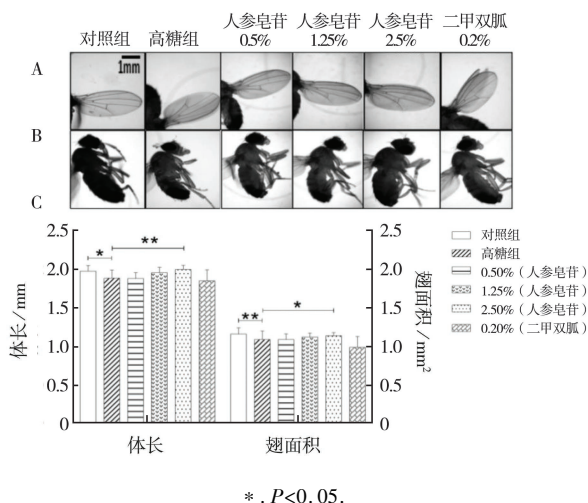 对照组 高糖组 人参皂苷 人参皂苷 人参皂苷 二甲双胍
0.5% 1.25% 2.5% 0.2%
A
1mm
B
C
2.5 2.5
2.0 2.0
1.5 1.5
1.0 1.0
0.5 0.5
0 0
体长/mm
翅面积/mm²
* ** ** *
体长 翅面积
对照组
高糖组
0.50%（人参皂苷）
1.25%（人参皂苷）
2.50%（人参皂苷）
0.20%（二甲双胍）
*. P<0.05.